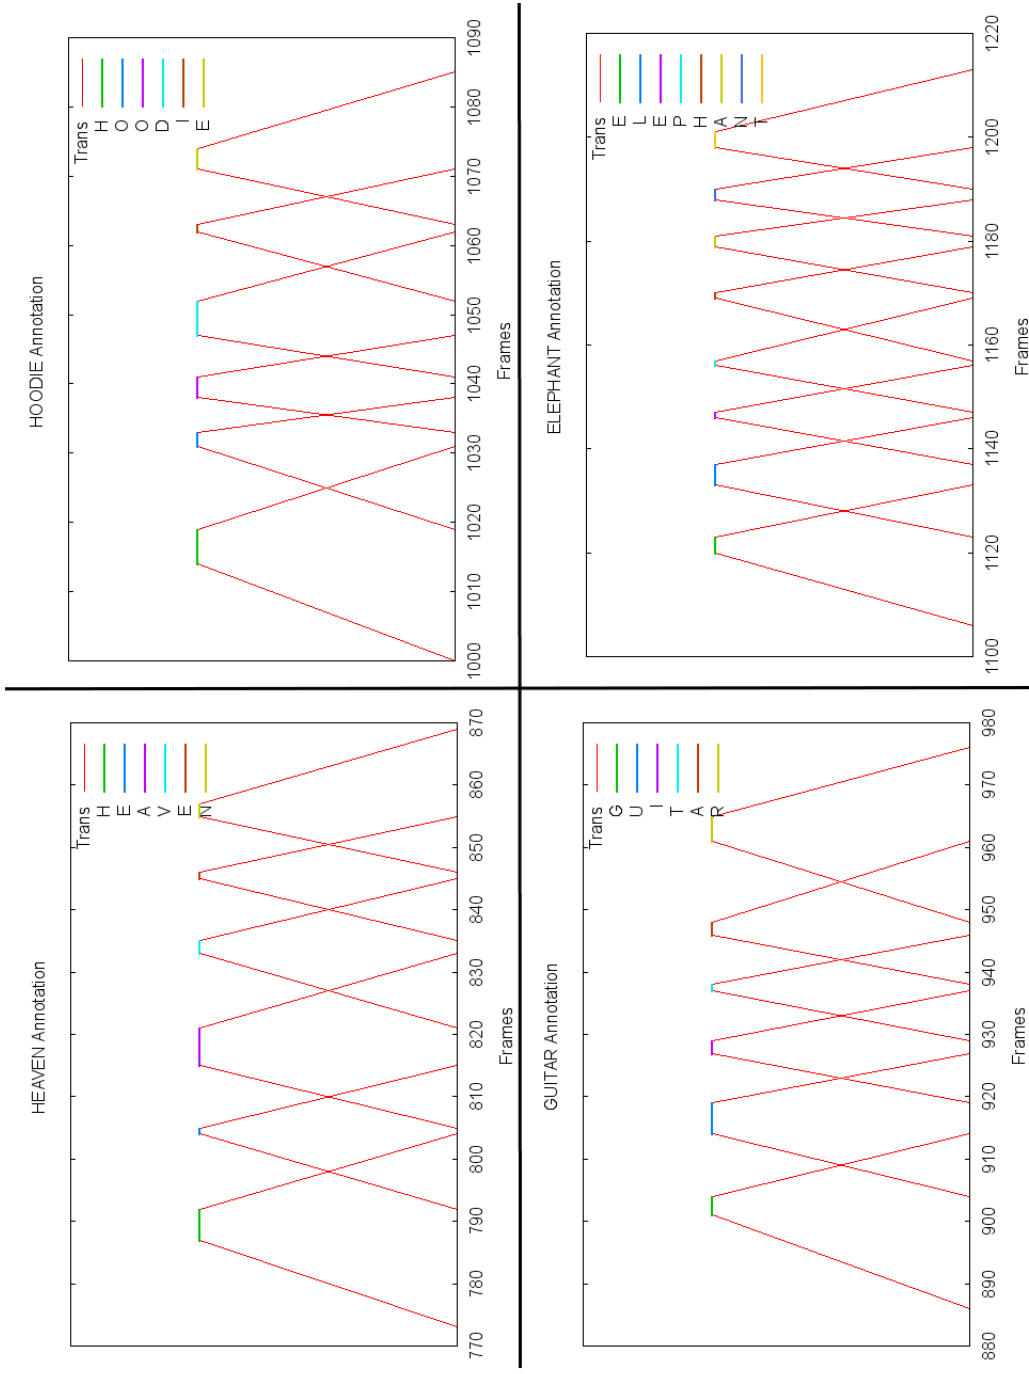 HEAVEN Annotation
Trans
H
E
A
V
E
N
770 780 790 800 810 820 830 840 850 860 870
Frames
HOODIE Annotation
Trans
H
O
O
D
I
E
1000 1010 1020 1030 1040 1050 1060 1070 1080 1090
Frames
GUITAR Annotation
Trans
G
U
I
T
A
R
880 890 900 910 920 930 940 950 960 970 980
Frames
ELEPHANT Annotation
Trans
E
L
E
P
H
A
N
T
1100 1120 1140 1160 1180 1200 1220
Frames